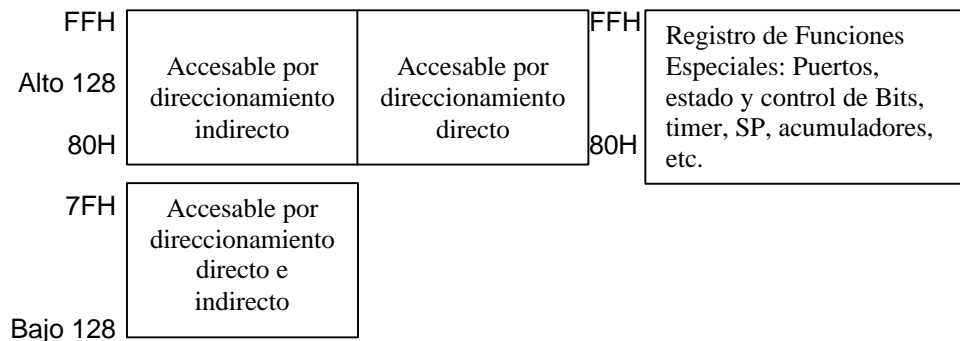 FFH
Alto 128
80H
Accesable por
direccionamiento
indirecto
Accesable por
direccionamiento
directo
FFH
80H
Registro de Funciones
Especiales: Puertos,
estado y control de Bits,
timer, SP, acumuladores,
etc.
7FH
Bajo 128
Accesable por
direccionamiento
directo e
indirecto